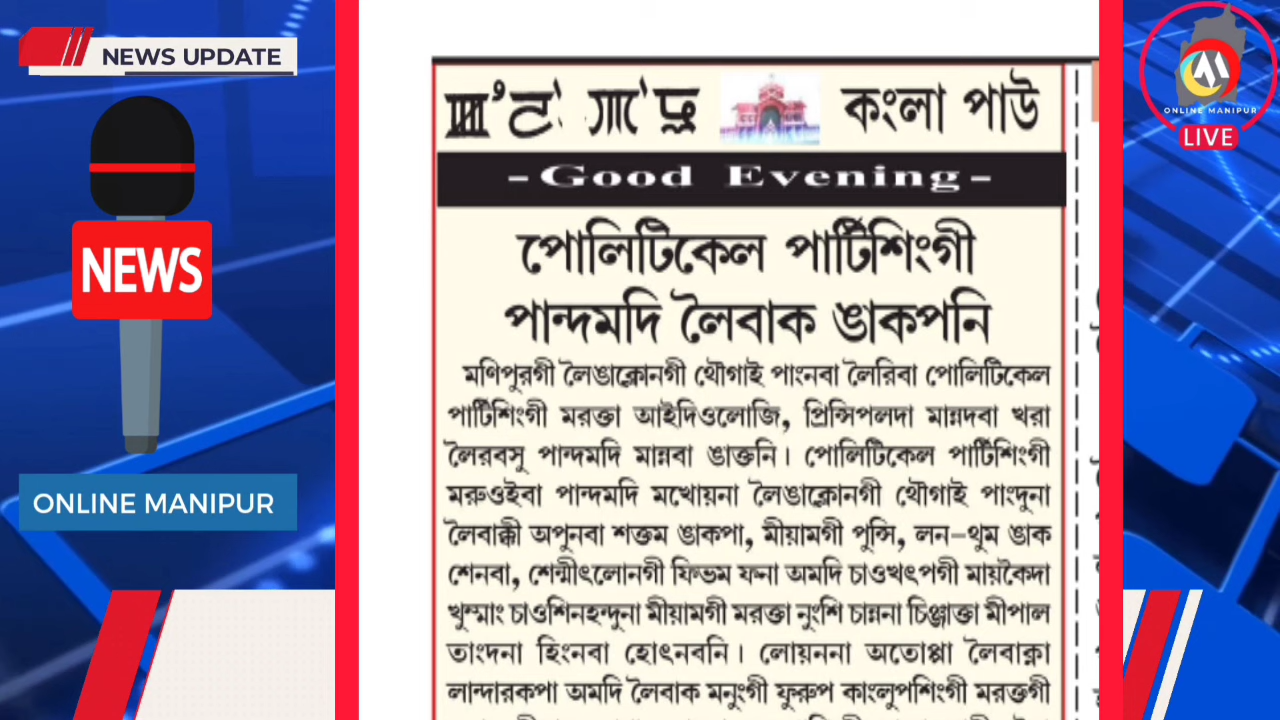 NEWS UPDATE
NEWS
ONLINE MANIPUR
ONLINE MANIPUR
LIVE
কংলা পাউ
-Good Evening-
পোলিটিকেল পার্টিশিংগী
পান্দমদি লৈবাক ঙাকপনি
মণিপুরগী লৈঙাক্লোনগী থৌগাই পাংনবা লৈরিবা পোলিটিকেল
পার্টিশিংগী মরক্তা আইদিওলোজি, প্রিন্সিপলদা মান্নদবা খরা
লৈরবসু পান্দমদি মান্নবা ঙাক্তনি। পোলিটিকেল পার্টিশিংগী
মরুওইবা পান্দমদি মখোয়না লৈঙাক্লোনগী থৌগাই পাংদুনা
লৈবাক্কী অপুনবা শক্তম ঙাকপা, মীয়ামগী পুন্সি, লন-থুম ঙাক
শেনবা, শেন্মীৎলোনগী ফিভম ফনা অমদি চাওখৎপগী মায়কৈদা
খুম্মাং চাওশিনহন্দুনা মীয়ামগী মরক্তা নুংশি চান্ননা চিঞ্জাক্তা মীপাল
তাংদনা হিংনবা হোৎনবনি। লোয়ননা অতোপ্পা লৈবাক্না
লান্দারকপা অমদি লৈবাক মনুংগী ফুরুপ কাংলুপশিংগী মরক্তগী